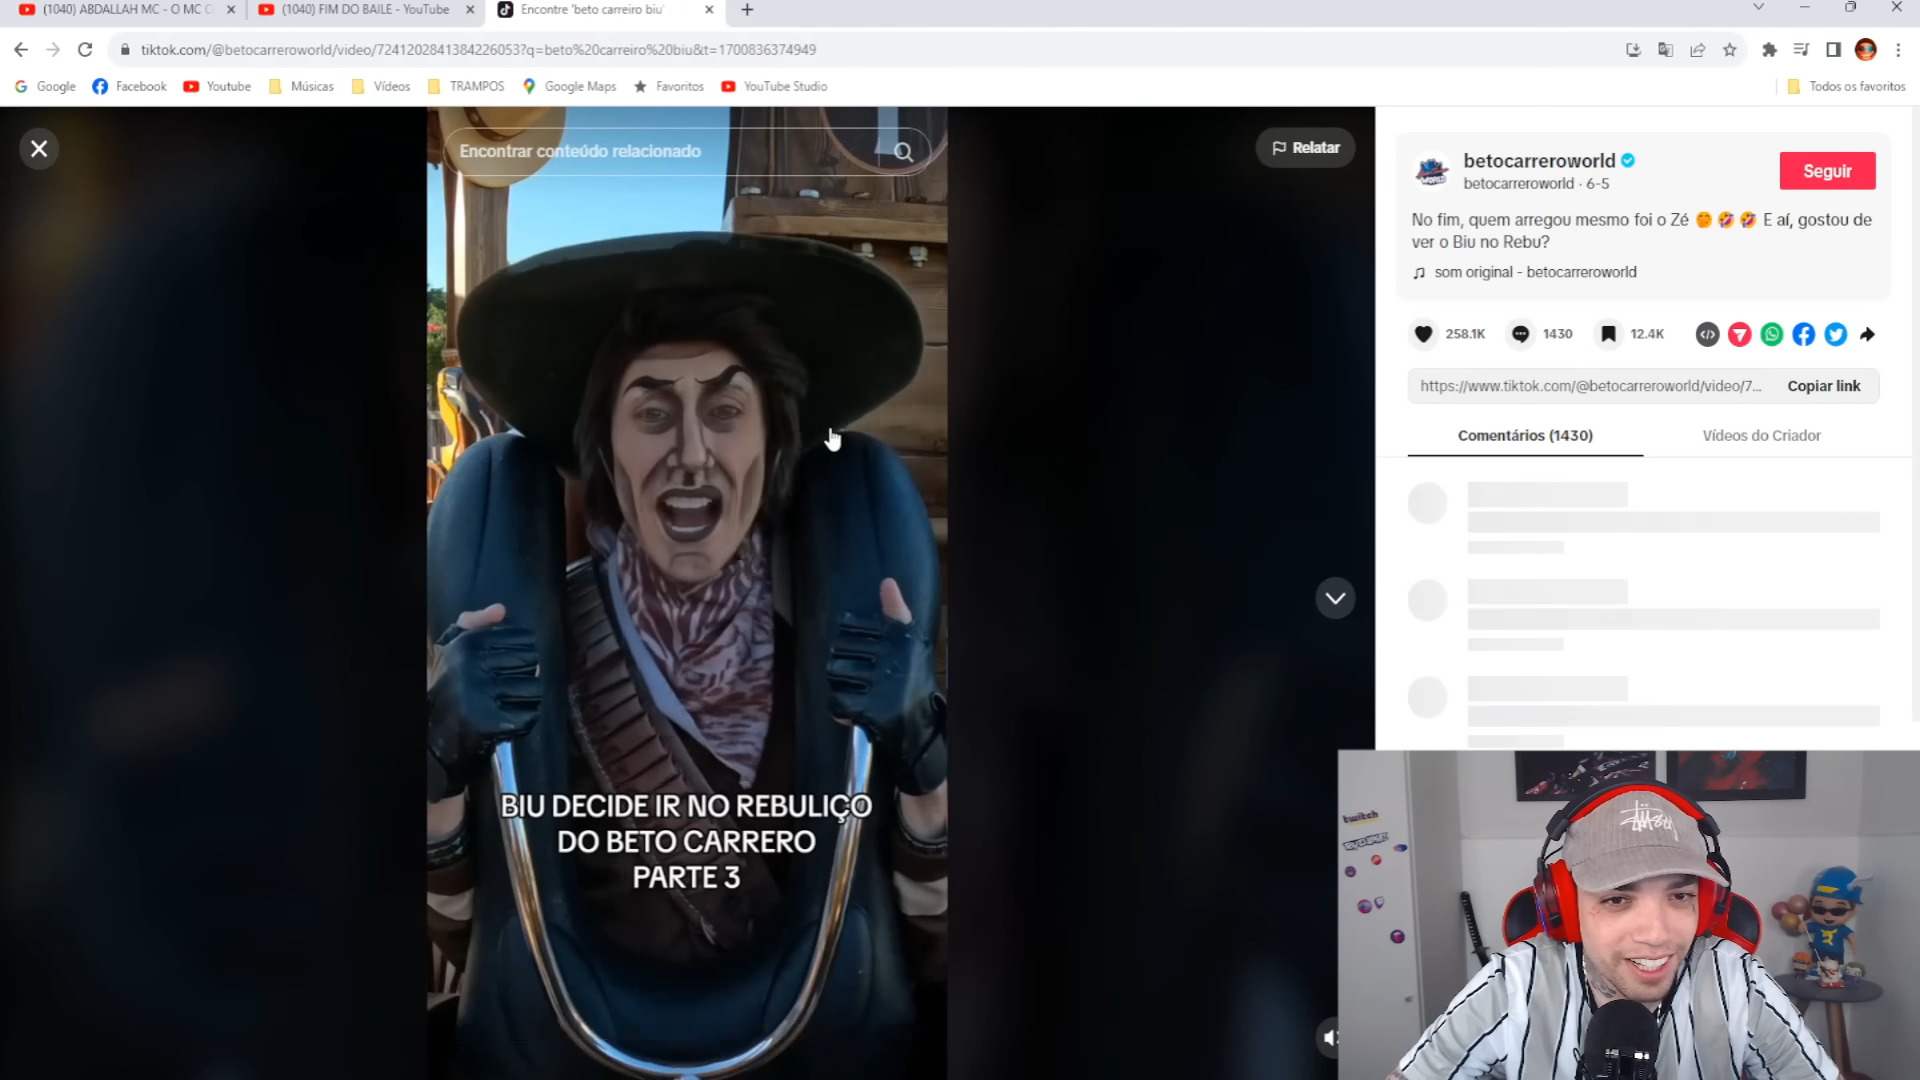 (1040) ABDALLAH MC - O MC
(1040) FIM DO BAILE - YouTube
Encontre 'beto carreiro biu'
tiktok.com/@betocarreroworld/video/7241202841384226053?q=beto%20carreiro%20biu&t=1700836374949
Google
Facebook
Youtube
Músicas
Vídeos
TRAMPOS
Google Maps
Favoritos
YouTube Studio
Todos os favoritos
Encontrar conteúdo relacionado
Relatar
BIU DECIDE IR NO REBULIÇO
DO BETO CARRERO
PARTE 3
WORLD
betocarreroworld
betocarreroworld · 6-5
Seguir
No fim, quem arregou mesmo foi o Zé 🤭 🤣 🤣 E aí, gostou de
ver o Biu no Rebu?
som original - betocarreroworld
258.1K
1430
12.4K
https://www.tiktok.com/@betocarreroworld/video/7...
Copiar link
Comentários (1430)
Vídeos do Criador
twitch